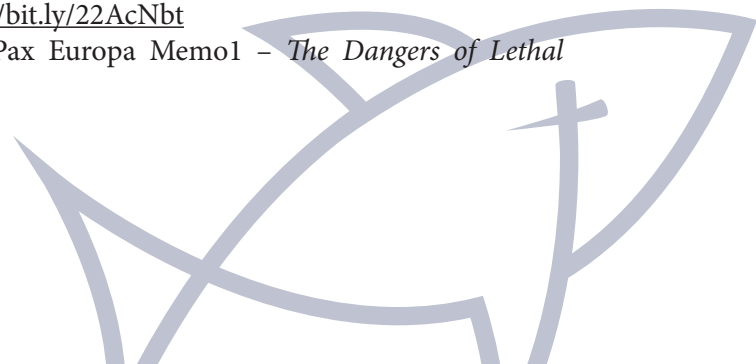 /bit.ly/22AcNbt
Pax Europa Memo1 – The Dangers of Lethal